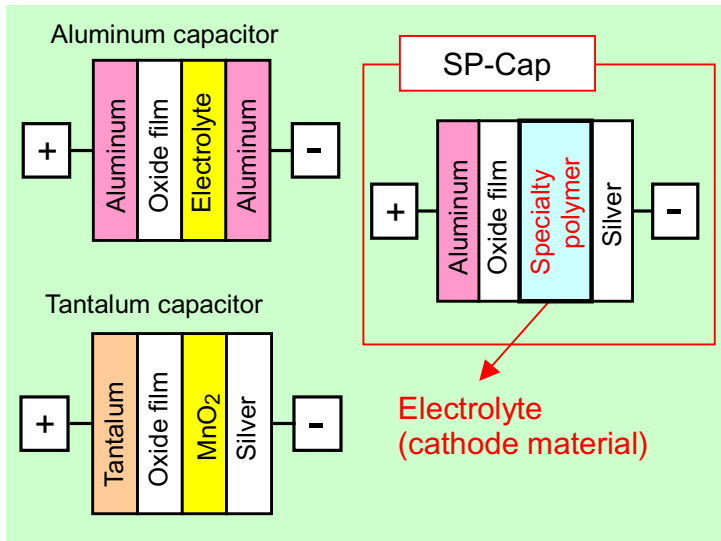 Aluminum capacitor
+
Aluminum
Oxide film
Electrolyte
Aluminum
-
SP-Cap
+
Aluminum
Oxide film
Specialty
polymer
Silver
-
Tantalum capacitor
+
Tantalum
Oxide film
MnO₂
Silver
-
Electrolyte
(cathode material)